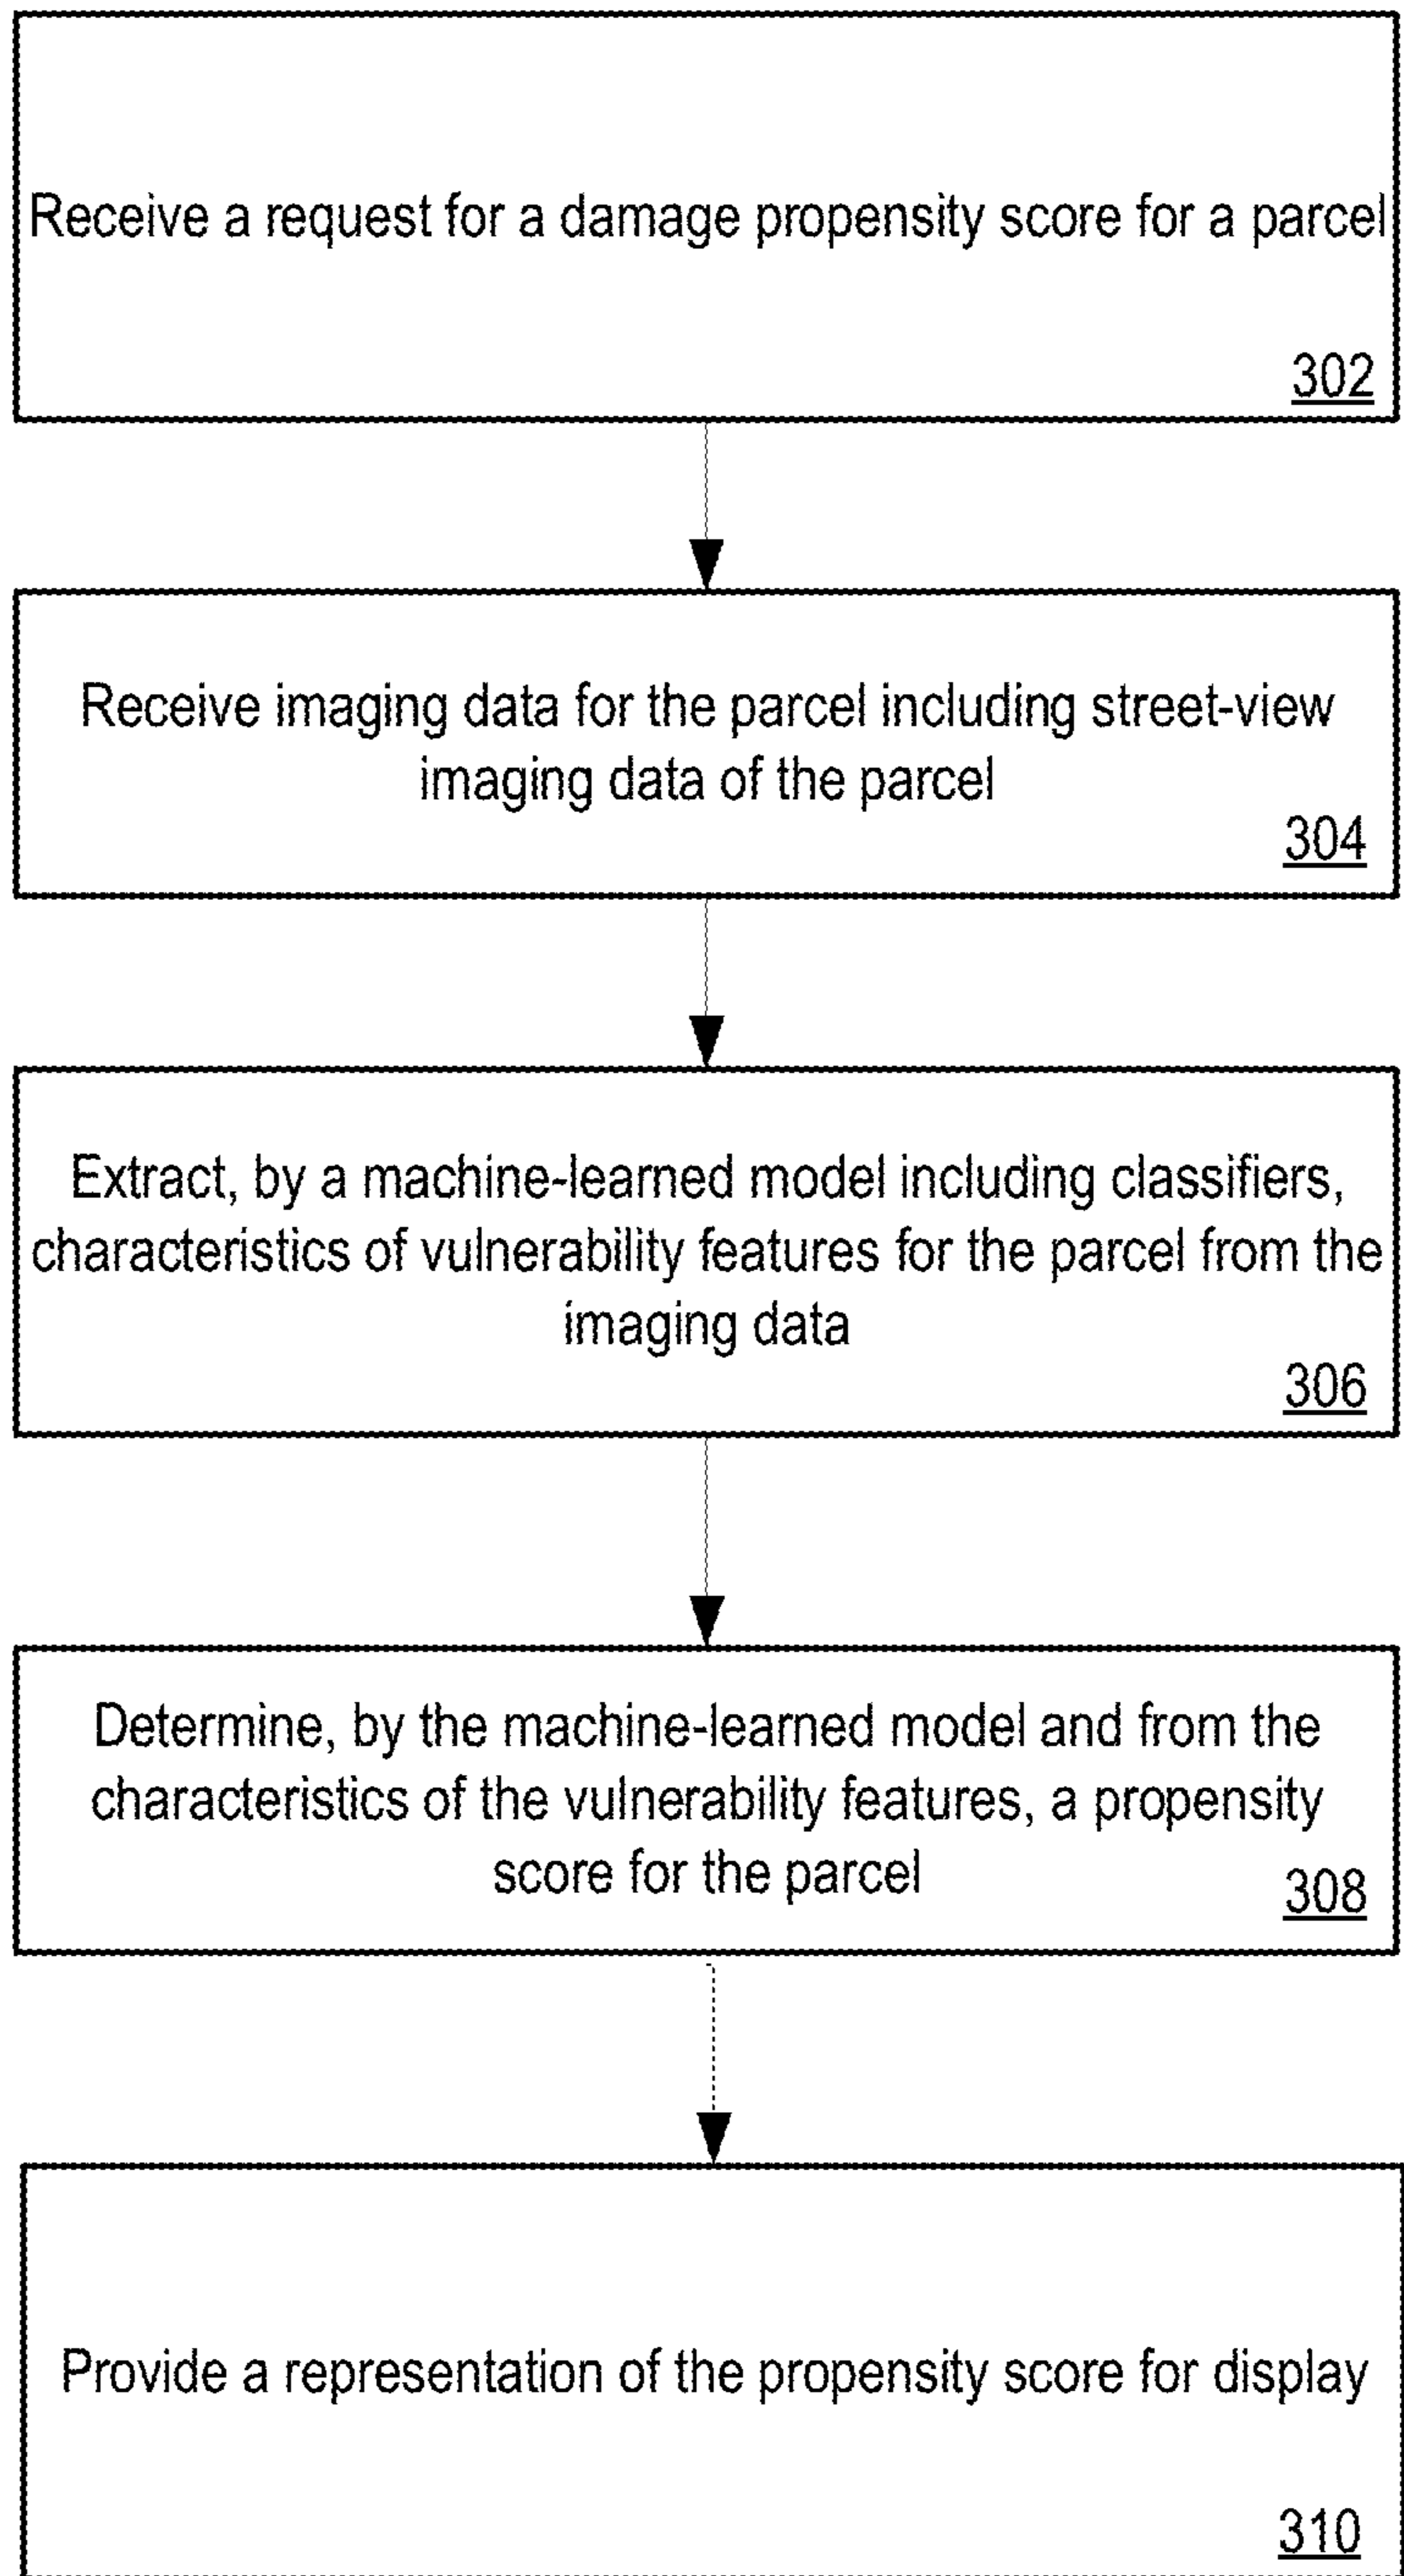 Receive a request for a damage propensity score for a parcel
302
Receive imaging data for the parcel including street-view
imaging data of the parcel
304
Extract, by a machine-learned model including classifiers,
characteristics of vulnerability features for the parcel from the
imaging data
306
Determine, by the machine-learned model and from the
characteristics of the vulnerability features, a propensity
score for the parcel
308
Provide a representation of the propensity score for display
310